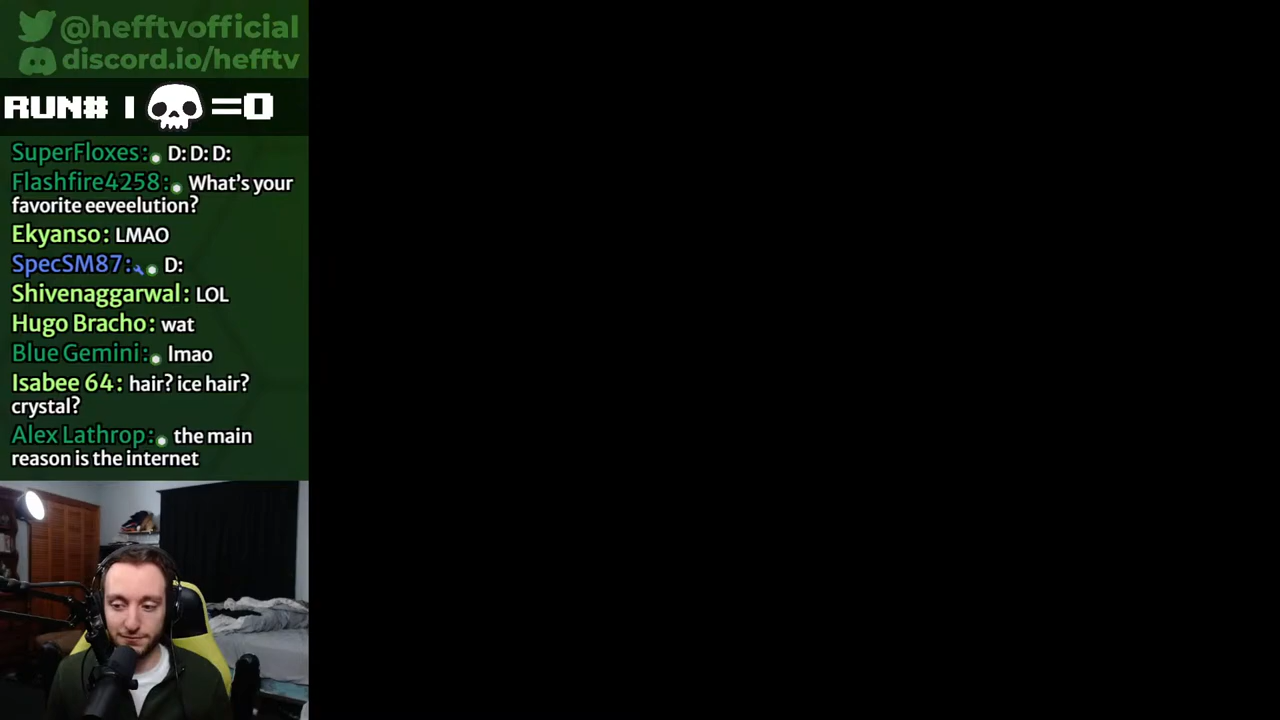 @hefftvofficial
discord.io/hefftv
RUN# 1 =0
SuperFloxes: D: D: D:
Flashfire4258: What's your
favorite eeveelution?
Ekyanso: LMAO
SpecSM87: D:
Shivenaggarwal: LOL
Hugo Bracho: wat
Blue Gemini: lmao
Isabee 64: hair? ice hair?
crystal?
Alex Lathrop: the main
reason is the internet